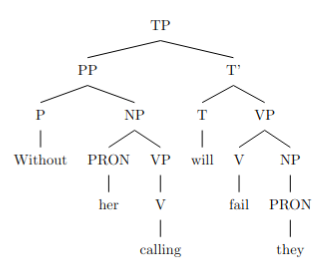 TP
PP T'
P NP T VP
Without PRON VP will V NP
her V fail PRON
calling they